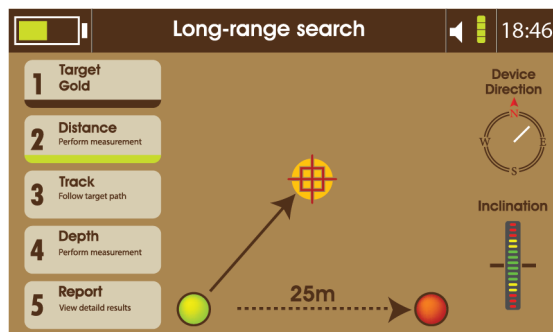 Long-range search
18:46
1
Target
Gold
2
Distance
Perform measurement
3
Track
Follow target path
4
Depth
Perform measurement
5
Report
View detaild results
25m
Device
Direction
N
W
E
S
Inclination